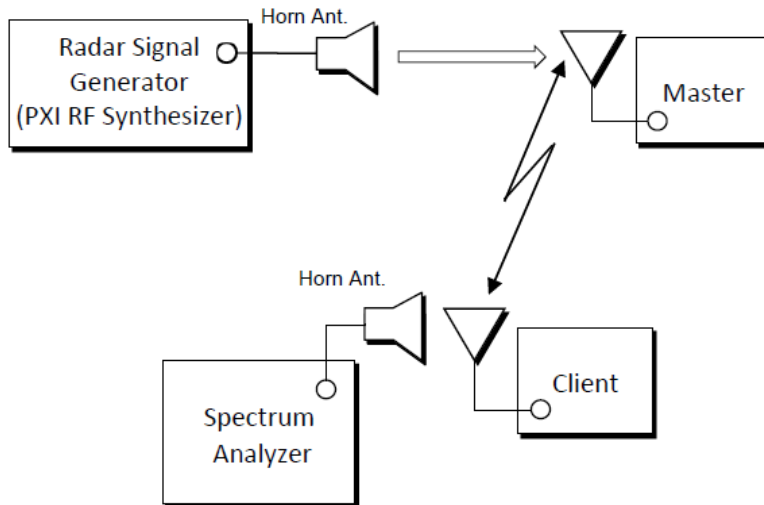 Horn Ant.
Radar Signal
Generator
(PXI RF Synthesizer)
Master
Horn Ant.
Client
Spectrum
Analyzer